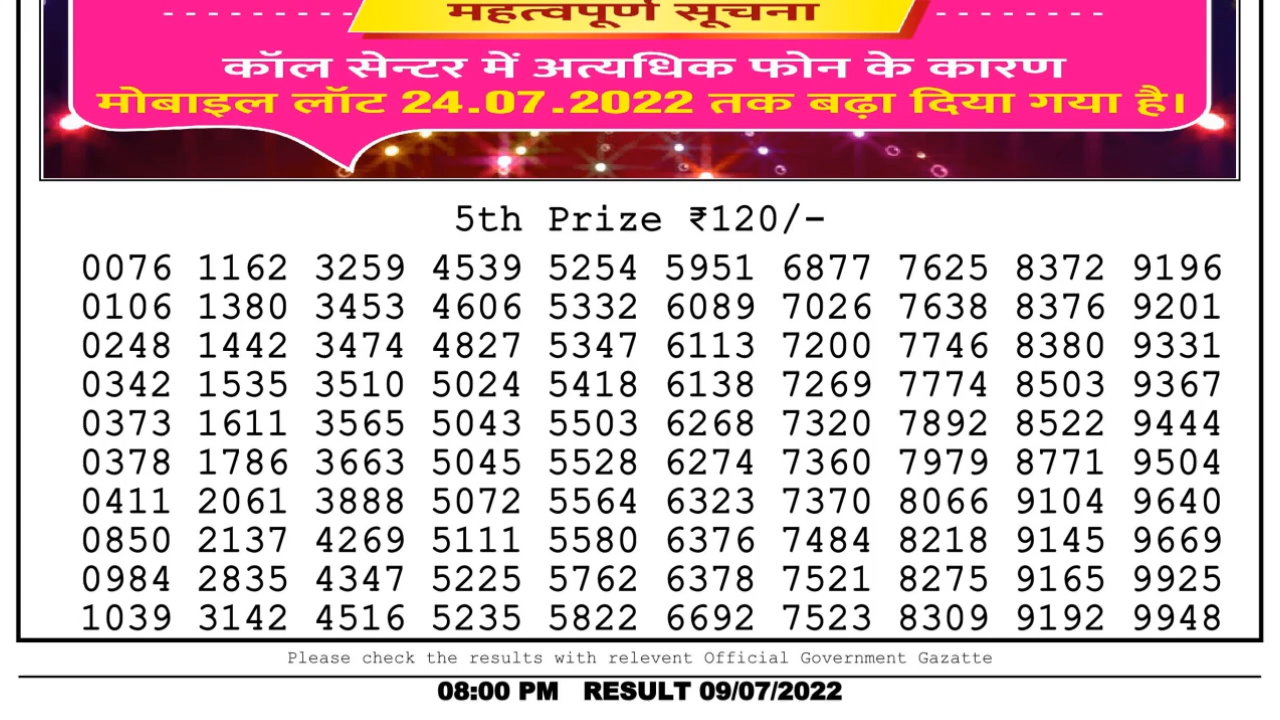 महत्वपूर्ण सूचना
कॉल सेन्टर में अत्यधिक फोन के कारण
मोबाइल लॉट 24.07.2022 तक बढ़ा दिया गया है।
5th Prize ₹120/-
0076 1162 3259 4539 5254 5951 6877 7625 8372 9196
0106 1380 3453 4606 5332 6089 7026 7638 8376 9201
0248 1442 3474 4827 5347 6113 7200 7746 8380 9331
0342 1535 3510 5024 5418 6138 7269 7774 8503 9367
0373 1611 3565 5043 5503 6268 7320 7892 8522 9444
0378 1786 3663 5045 5528 6274 7360 7979 8771 9504
0411 2061 3888 5072 5564 6323 7370 8066 9104 9640
0850 2137 4269 5111 5580 6376 7484 8218 9145 9669
0984 2835 4347 5225 5762 6378 7521 8275 9165 9925
1039 3142 4516 5235 5822 6692 7523 8309 9192 9948
Please check the results with relevent Official Government Gazatte
08:00 PM RESULT 09/07/2022